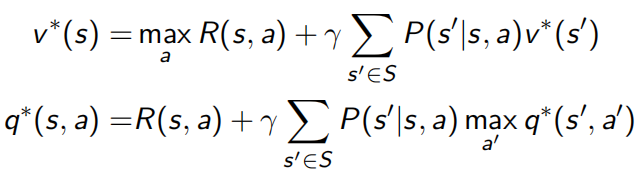 v*(s) = max_a R(s, a) + γ ∑_{s′∈S} P(s′|s, a)v*(s′)
q*(s, a) =R(s, a) + γ ∑_{s′∈S} P(s′|s, a) max_{a′} q*(s′, a′)